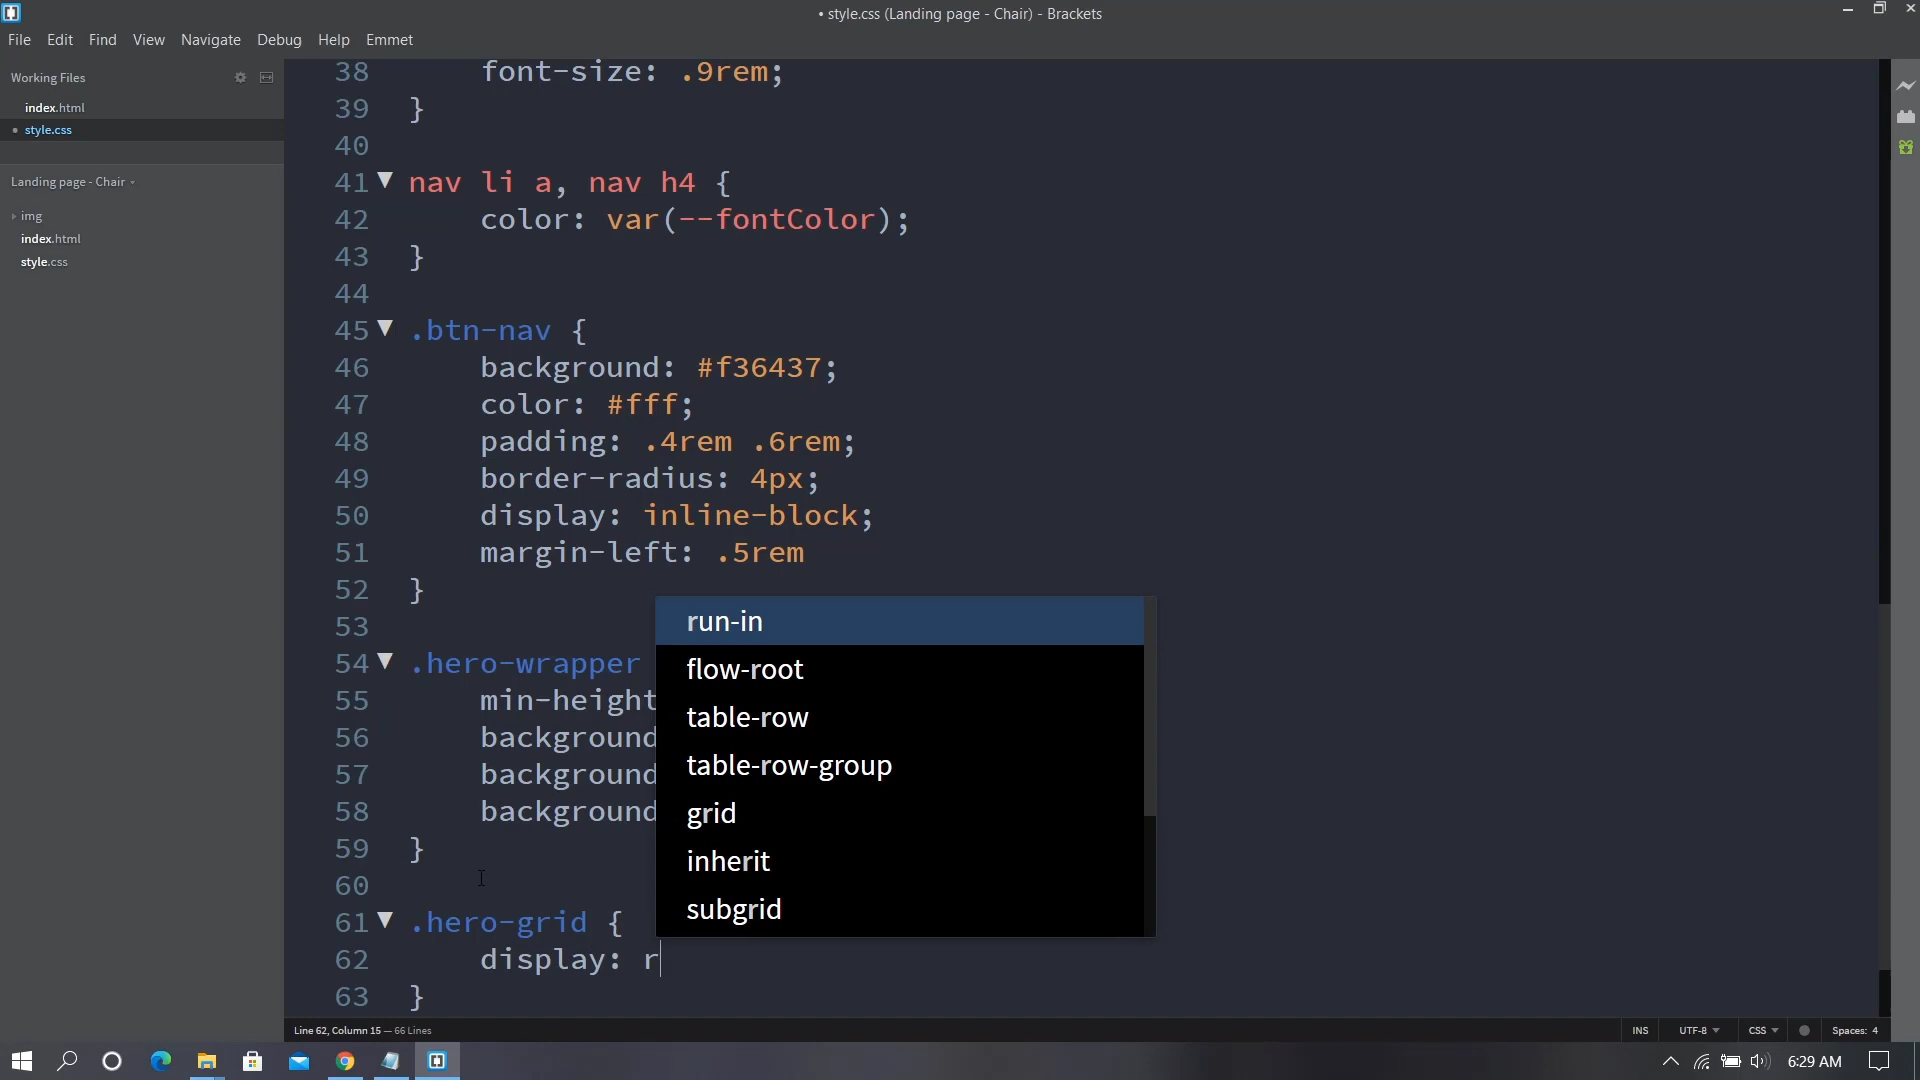 • style.css (Landing page - Chair) - Brackets
File Edit Find View Navigate Debug Help Emmet
Working Files
index.html
• style.css
Landing page - Chair
img
index.html
style.css
38 font-size: .9rem;
39 }
40
41 nav li a, nav h4 {
42 color: var(--fontColor);
43 }
44
45 .btn-nav {
46 background: #f36437;
47 color: #fff;
48 padding: .4rem .6rem;
49 border-radius: 4px;
50 display: inline-block;
51 margin-left: .5rem
52 }
53
54 .hero-wrapper
55 min-height
56 background
57 background
58 background
59 }
60
61 .hero-grid {
62 display: r
63 }
run-in
flow-root
table-row
table-row-group
grid
inherit
subgrid
Line 62, Column 15 — 66 Lines
INS UTF-8 CSS Spaces: 4
6:29 AM